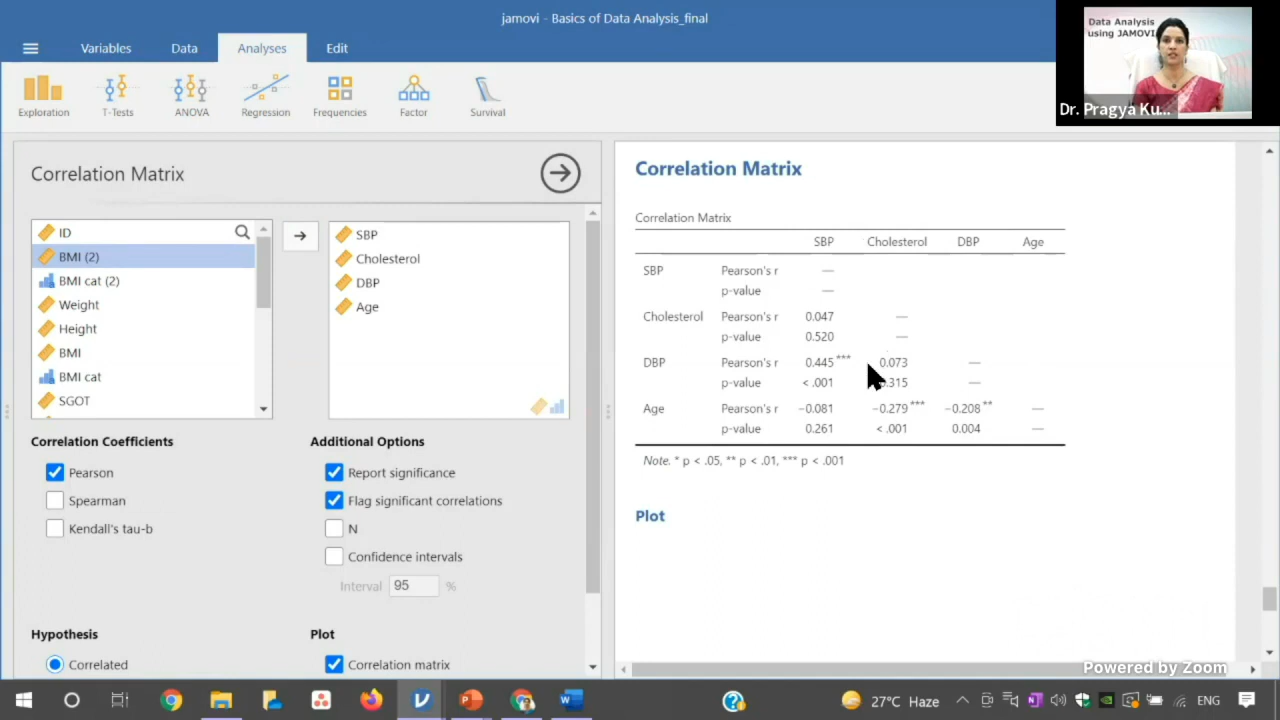 jamovi - Basics of Data Analysis_final
Variables Data Analyses Edit
Exploration T-Tests ANOVA Regression Frequencies Factor Survival
Data Analysis
using JAMOVI
Dr. Pragya Ku...
Correlation Matrix
ID
BMI (2)
BMI cat (2)
Weight
Height
BMI
BMI cat
SGOT
SBP
Cholesterol
DBP
Age
Correlation Coefficients
Pearson
Spearman
Kendall's tau-b
Additional Options
Report significance
Flag significant correlations
N
Confidence intervals
Interval 95 %
Hypothesis
Correlated
Plot
Correlation matrix
Correlation Matrix
Correlation Matrix
SBP Cholesterol DBP Age
SBP Pearson's r —
p-value —
Cholesterol Pearson's r 0.047 —
p-value 0.520 —
DBP Pearson's r 0.445 *** 0.073 —
p-value < .001 .315 —
Age Pearson's r −0.081 −0.279 *** −0.208 ** —
p-value 0.261 < .001 0.004 —
Note. * p < .05, ** p < .01, *** p < .001
Plot
Powered by Zoom
27°C Haze ENG